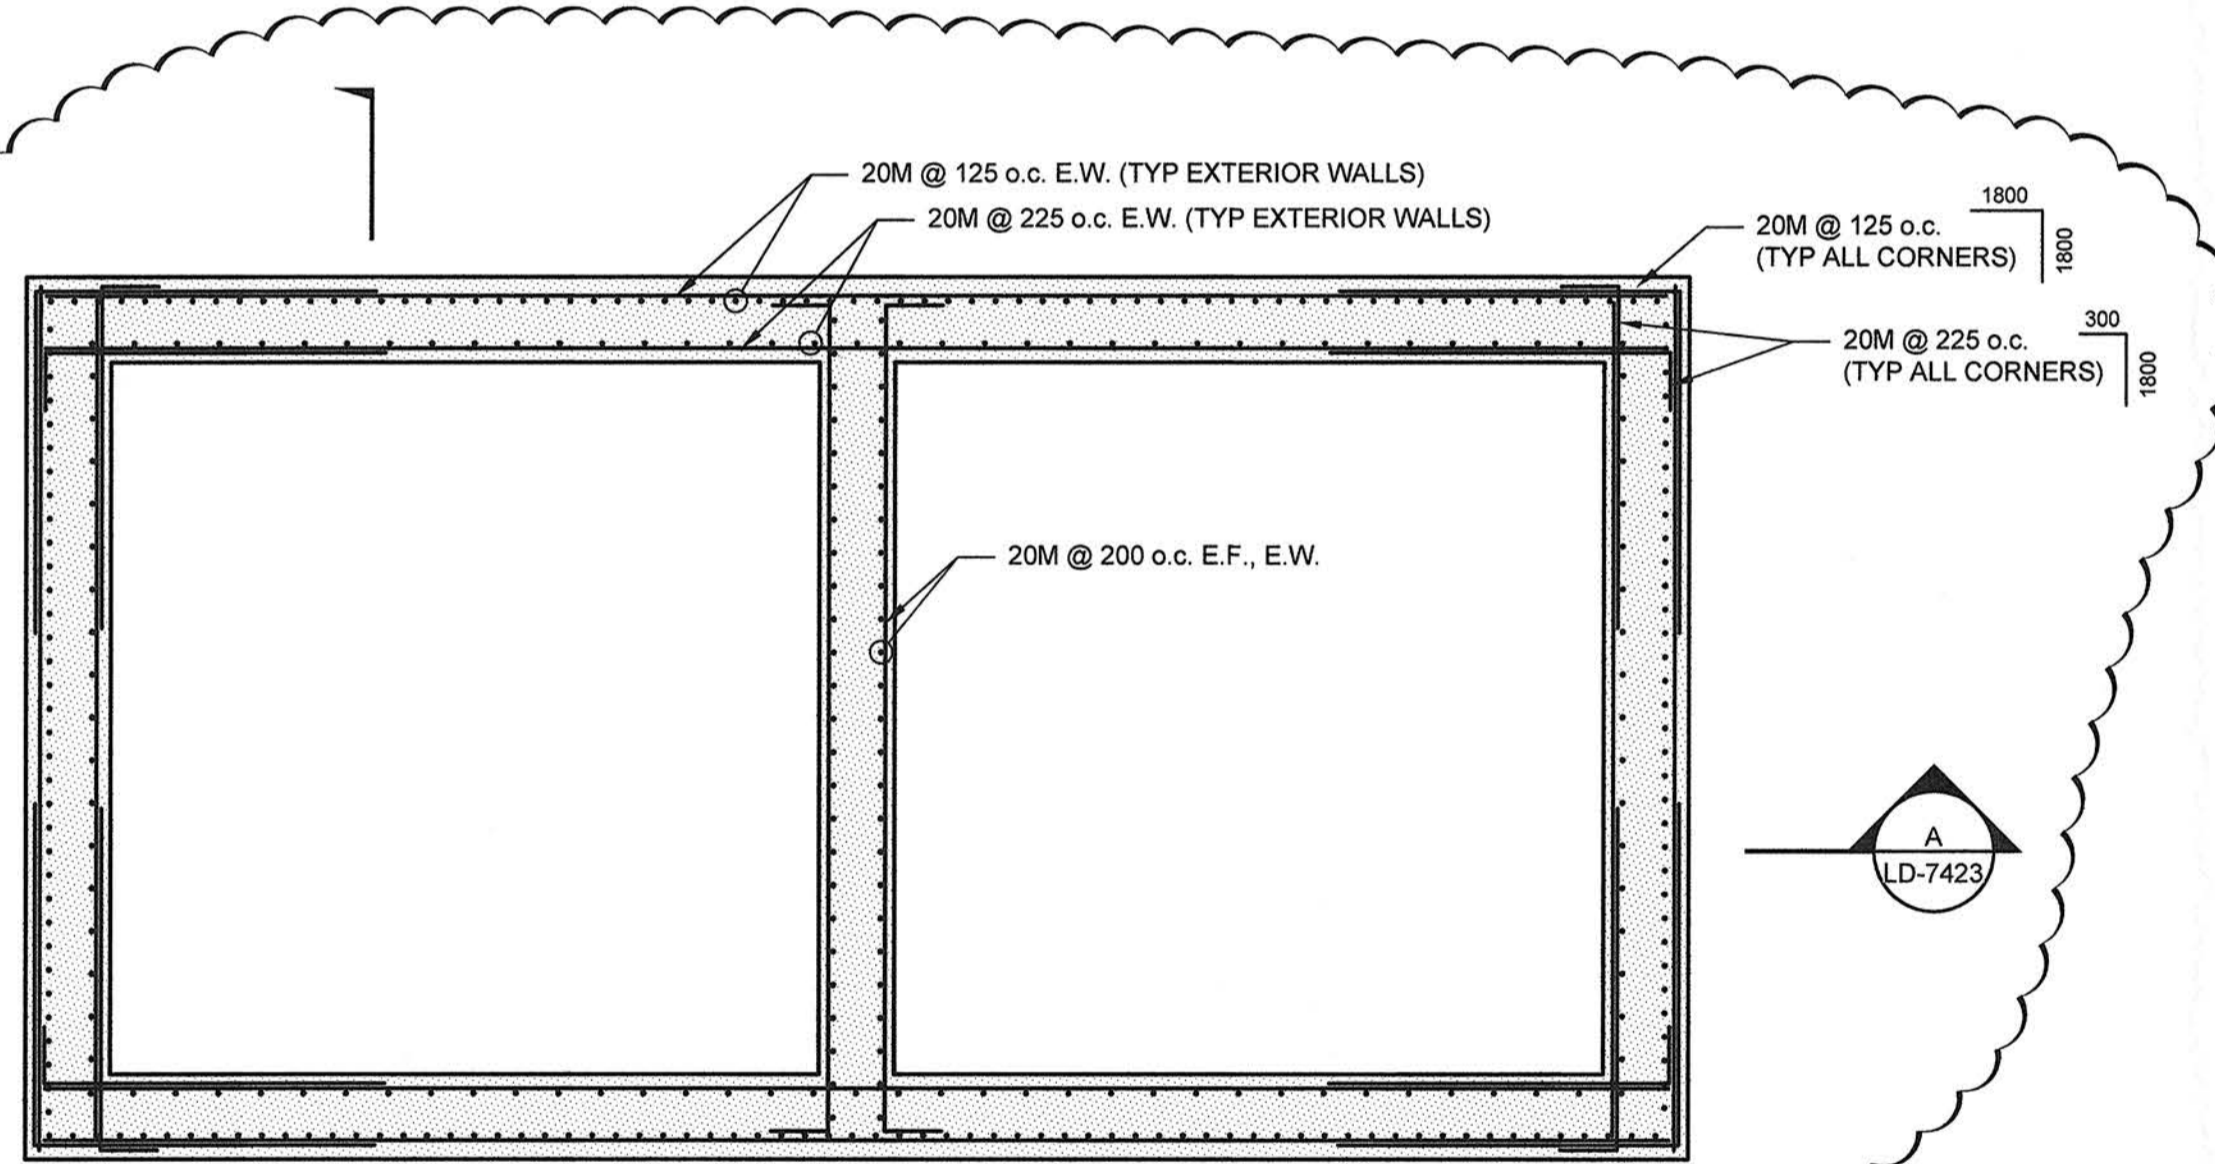 20M @ 125 o.c. E.W. (TYP EXTERIOR WALLS)
20M @ 225 o.c. E.W. (TYP EXTERIOR WALLS)
20M @ 125 o.c.
(TYP ALL CORNERS)
1800
1800
20M @ 225 o.c.
(TYP ALL CORNERS)
300
1800
20M @ 200 o.c. E.F., E.W.
A
LD-7423